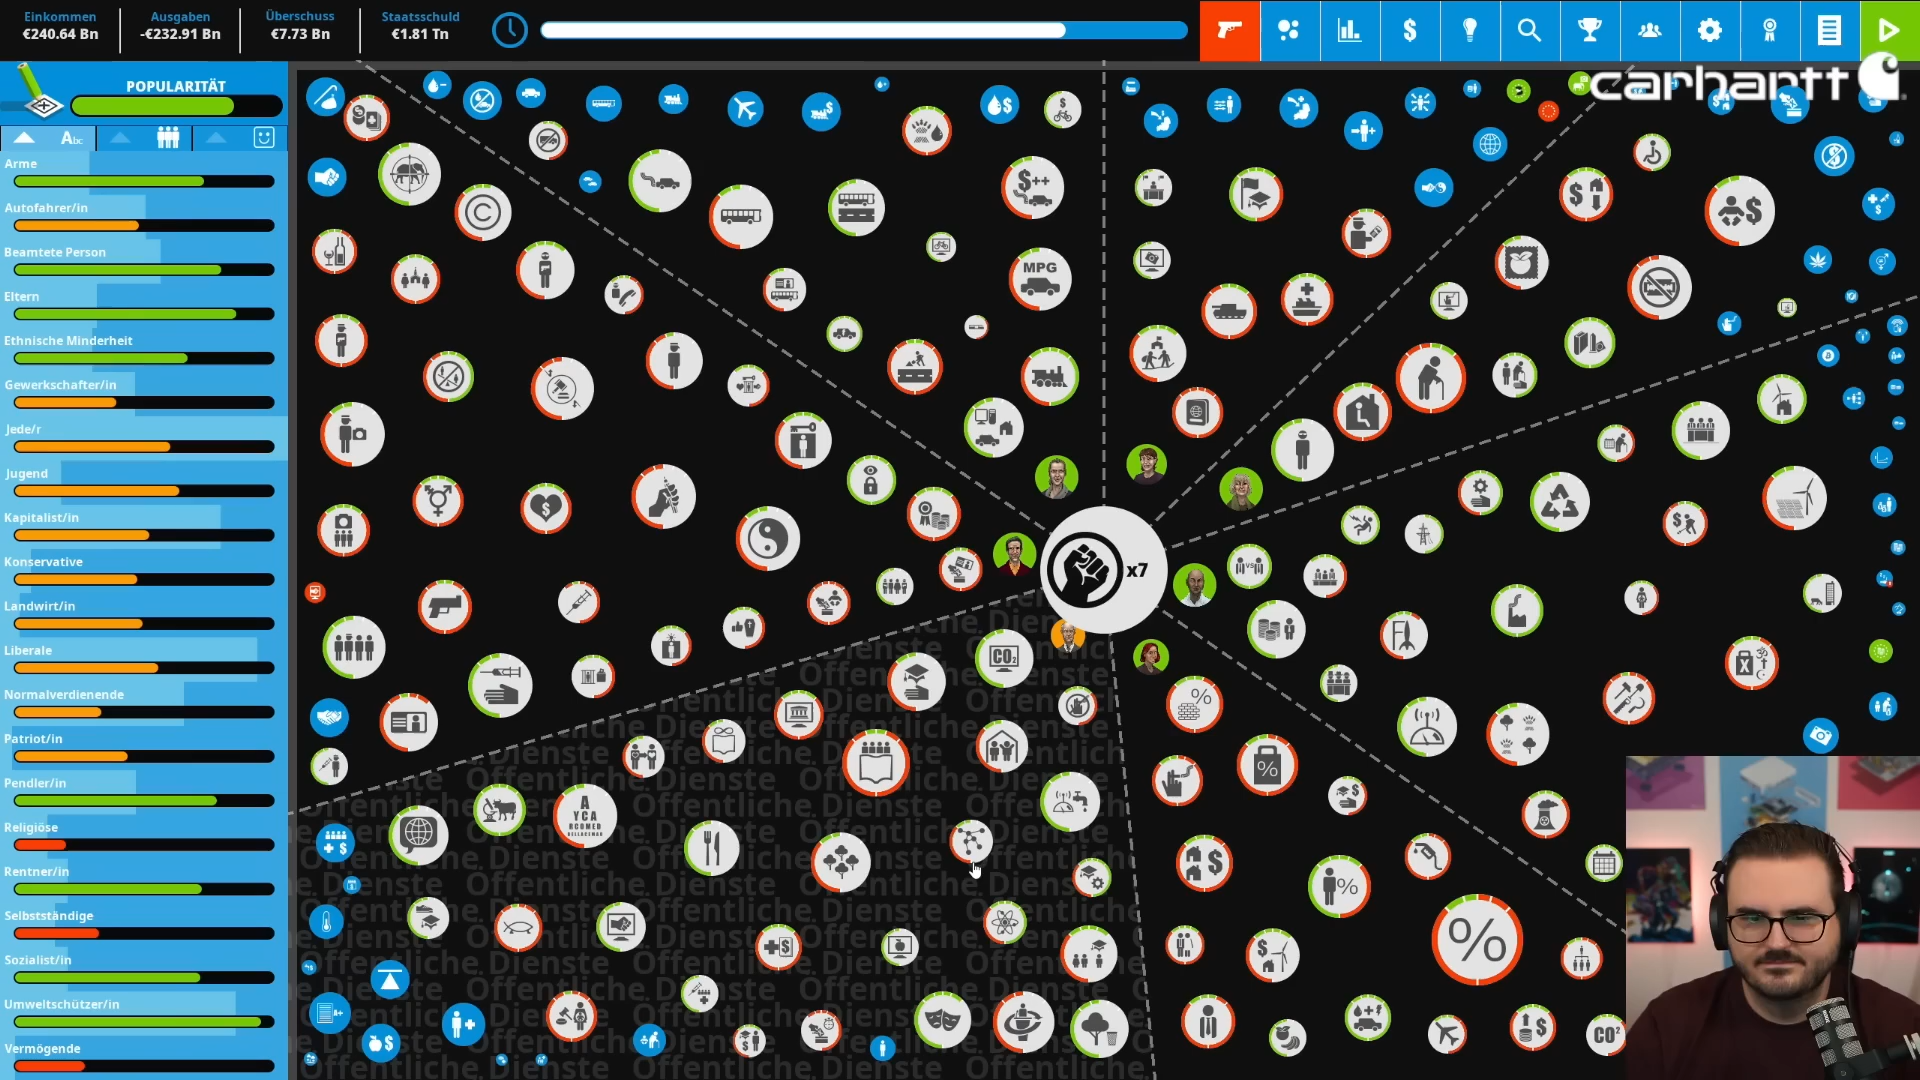 Einkommen
€240.64 Bn
Ausgaben
-€232.91 Bn
Überschuss
€7.73 Bn
Staatsschuld
€1.81 Tn
carhartt
POPULARITÄT
Abc
Arme
Autofahrer/in
Beamtete Person
Eltern
Ethnische Minderheit
Gewerkschafter/in
Jede/r
Jugend
Kapitalist/in
Konservative
Landwirt/in
Liberale
Normalverdienende
Patriot/in
Pendler/in
Religiöse
Rentner/in
Selbstständige
Sozialist/in
Umweltschützer/in
Vermögende
$++
MPG
x7
CO₂
Öffentliche Dienste
A
YCA
%
%
%
%
CO²